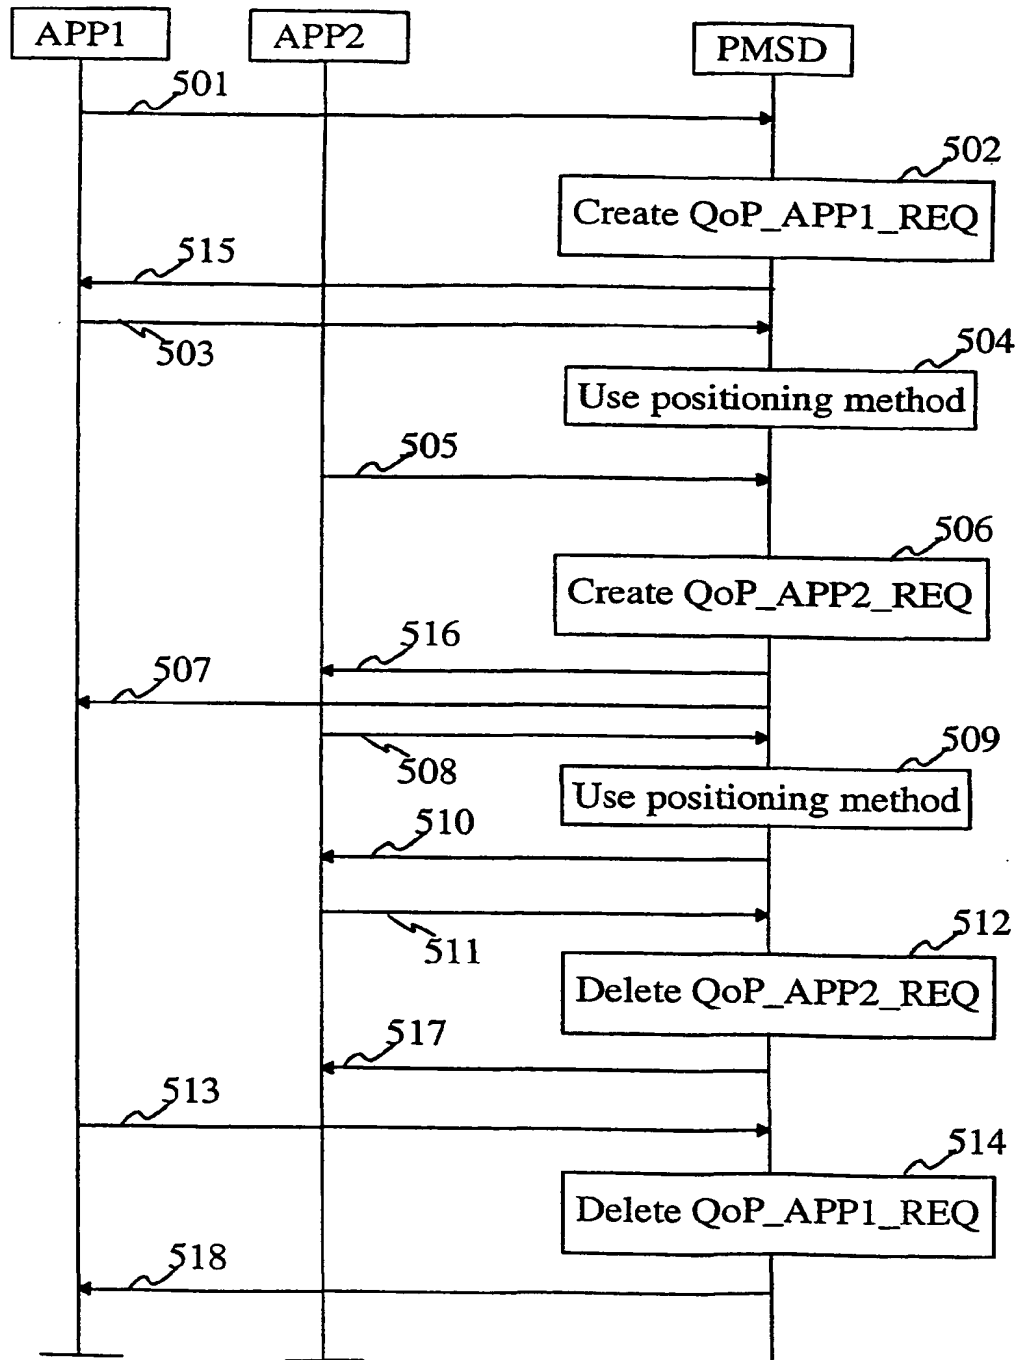 APP1
APP2
PMSD
501
502
Create QoP_APP1_REQ
515
503
504
Use positioning method
505
506
Create QoP_APP2_REQ
516
507
508
509
Use positioning method
510
511
512
Delete QoP_APP2_REQ
517
513
514
Delete QoP_APP1_REQ
518